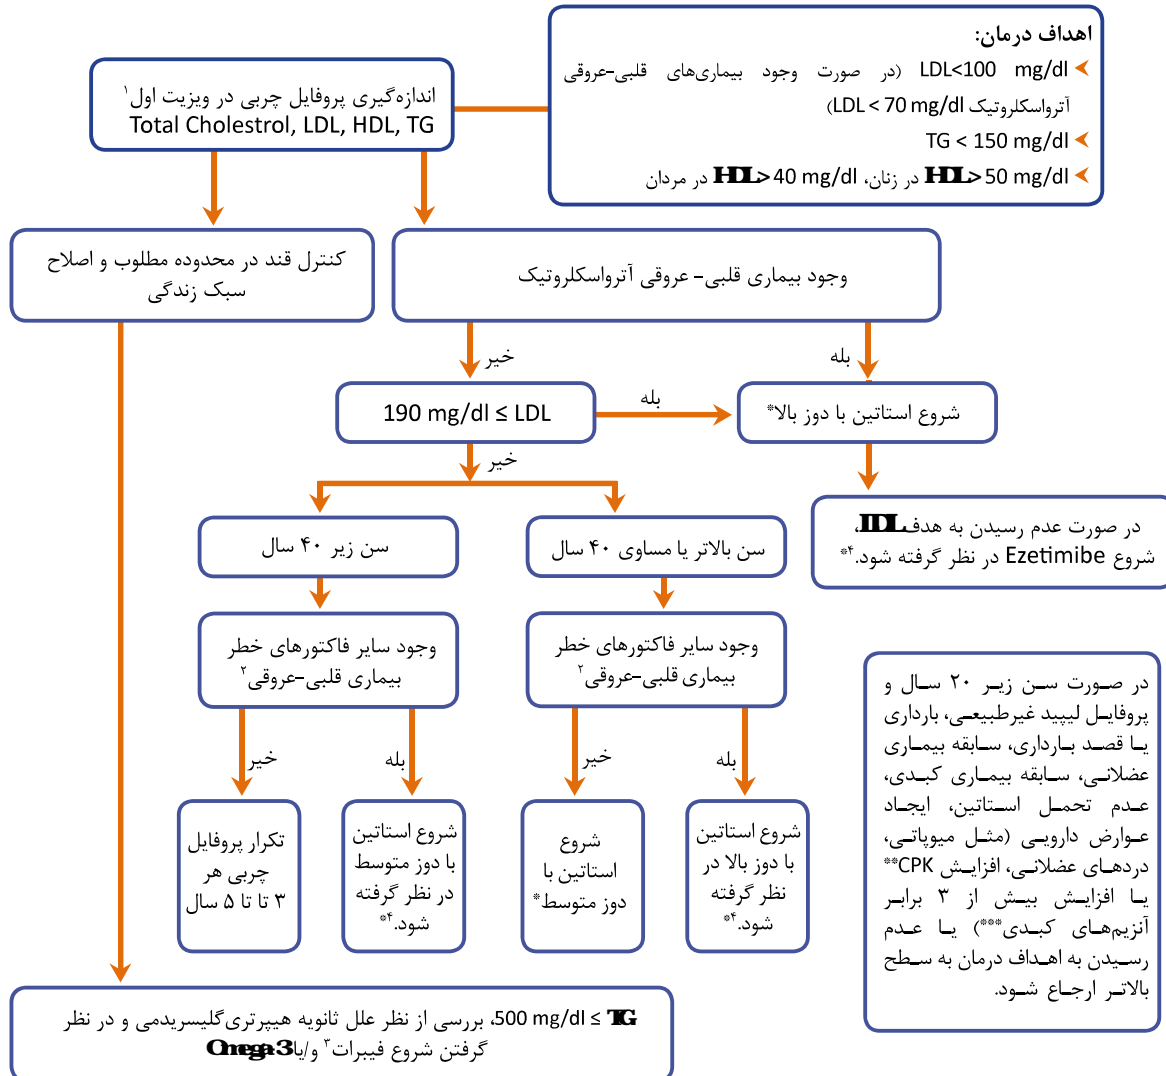 اهداف درمان:
LDL<100 mg/dl (در صورت وجود بیماری‌های قلبی-عروقی
آترواسکلروتیک LDL < 70 mg/dl)
TG < 150 mg/dl
HDL> 50 mg/dl در زنان، HDL> 40 mg/dl در مردان
اندازه‌گیری پروفایل چربی در ویزیت اول۱
Total Cholestrol, LDL, HDL, TG
وجود بیماری قلبی- عروقی آترواسکلروتیک
کنترل قند در محدوده مطلوب و اصلاح
سبک زندگی
بله
خیر
شروع استاتین با دوز بالا*
بله
190 mg/dl ≤ LDL
خیر
در صورت عدم رسیدن به هدف LDL،
شروع Ezetimibe در نظر گرفته شود.۴*
سن بالاتر یا مساوی ۴۰ سال
سن زیر ۴۰ سال
وجود سایر فاکتورهای خطر
بیماری قلبی-عروقی۲
وجود سایر فاکتورهای خطر
بیماری قلبی-عروقی۲
بله
خیر
بله
خیر
شروع استاتین
با دوز بالا در
نظر گرفته
شود.۴*
شروع
استاتین با
دوز متوسط*
شروع استاتین
با دوز متوسط
در نظر گرفته
شود.۴*
تکرار پروفایل
چربی هر
۳ تا تا ۵ سال
در صورت سن زیر ۲۰ سال و
پروفایل لیپید غیرطبیعی، بارداری
یا قصد بارداری، سابقه بیماری
عضلانی، سابقه بیماری کبدی،
عدم تحمل استاتین، ایجاد
عوارض دارویی (مثل میوپاتی،
دردهای عضلانی، افزایش CPK**
یا افزایش بیش از ۳ برابر
آنزیم‌های کبدی***) یا عدم
رسیدن به اهداف درمان به سطح
بالاتر ارجاع شود.
500 mg/dl ≤ TG، بررسی از نظر علل ثانویه هیپرتری‌گلیسریدمی و در نظر
گرفتن شروع فیبرات۳ و/یا Omega-3